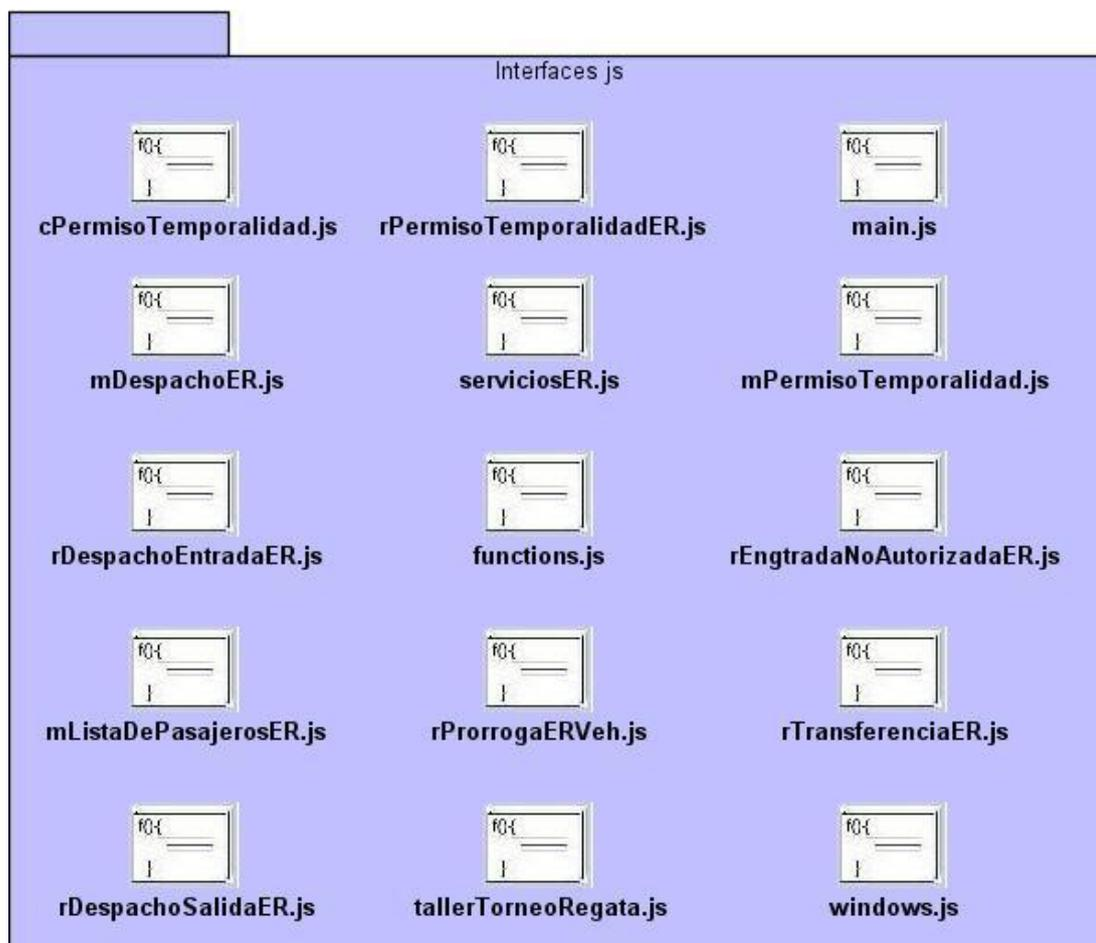 Interfaces js
f(){ f(){ f(){
} } }
cPermisoTemporalidad.js rPermisoTemporalidadER.js main.js
f(){ f(){ f(){
} } }
mDespachoER.js serviciosER.js mPermisoTemporalidad.js
f(){ f(){ f(){
} } }
rDespachoEntradaER.js functions.js rEngtradaNoAutorizadaER.js
f(){ f(){ f(){
} } }
mListaDePasajerosER.js rProrrogaERVeh.js rTransferenciaER.js
f(){ f(){ f(){
} } }
rDespachoSalidaER.js tallerTorneoRegata.js windows.js